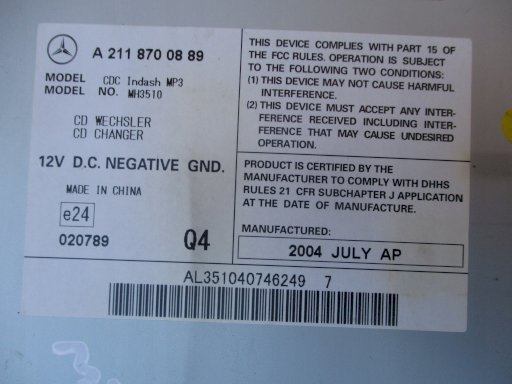 A 211 870 08 89
MODEL CDC Indash MP3
MODEL NO. MH3510
CD WECHSLER
CD CHANGER
12V D.C. NEGATIVE GND.
MADE IN CHINA
e24
020789 Q4
THIS DEVICE COMPLIES WITH PART 15 OF
THE FCC RULES. OPERATION IS SUBJECT
TO THE FOLLOWING TWO CONDITIONS:
(1) THIS DEVICE MAY NOT CAUSE HARMFUL
INTERFERENCE.
(2) THIS DEVICE MUST ACCEPT ANY INTER-
FERENCE RECEIVED INCLUDING INTER-
FERENCE THAT MAY CAUSE UNDESIRED
OPERATION.
PRODUCT IS CERTIFIED BY THE
MANUFACTURER TO COMPLY WITH DHHS
RULES 21 CFR SUBCHAPTER J APPLICATION
AT THE DATE OF MANUFACTURE.
MANUFACTURED:
2004 JULY AP
AL351040746249 7